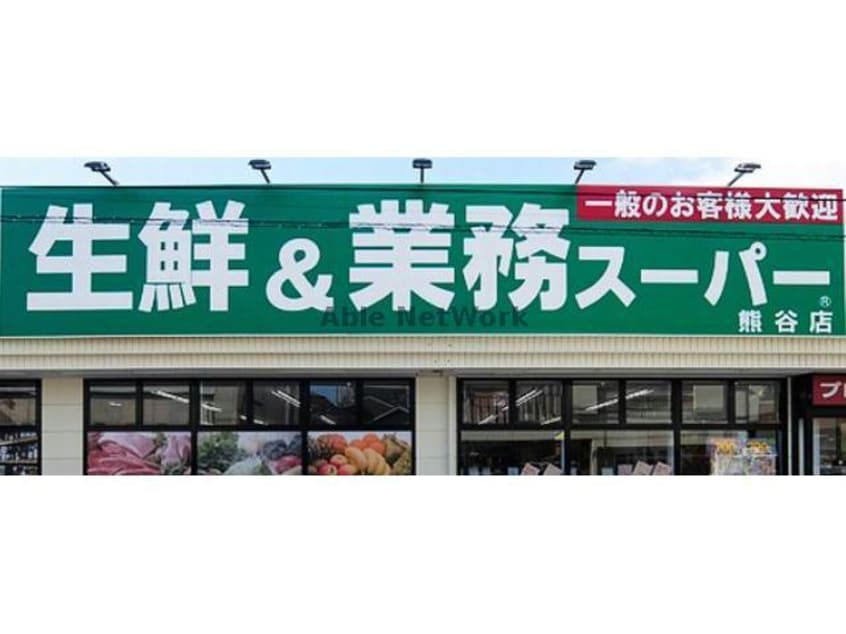 一般のお客様大歓迎
生鮮&業務スーパー®
熊谷店
Able NetWork
プ